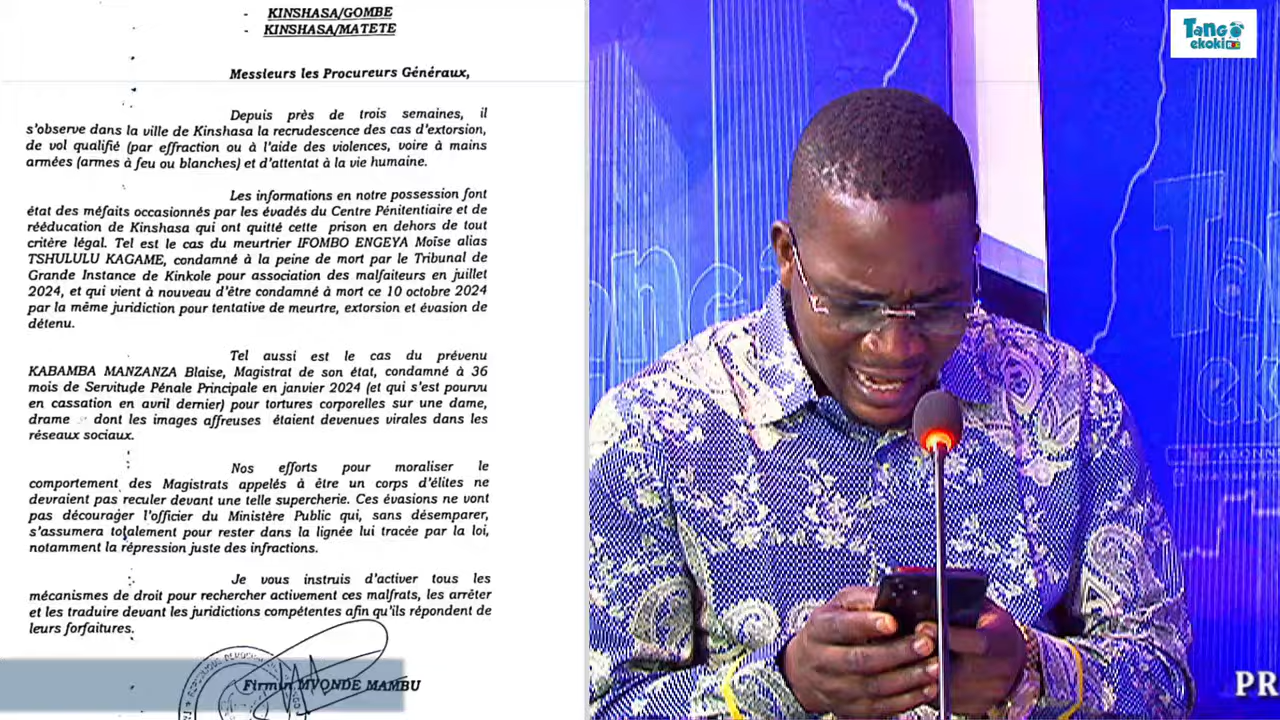 - KINSHASA/GOMBE
- KINSHASA/MATETE
Messieurs les Procureurs Généraux,
Depuis près de trois semaines, il
s'observe dans la ville de Kinshasa la recrudescence des cas d'extorsion,
de vol qualifié (par effraction ou à l'aide des violences, voire à mains
armées (armes à feu ou blanches) et d'attentat à la vie humaine.
Les informations en notre possession font
état des méfaits occasionnés par les évadés du Centre Pénitentiaire et de
rééducation de Kinshasa qui ont quitté cette prison en dehors de tout
critère légal. Tel est le cas du meurtrier IFOMBO ENGEYA Moïse alias
TSHULULU KAGAME, condamné à la peine de mort par le Tribunal de
Grande Instance de Kinkole pour association des malfaiteurs en juillet
2024, et qui vient à nouveau d'être condamné à mort ce 10 octobre 2024
par la même juridiction pour tentative de meurtre, extorsion et évasion de
détenu.
Tel aussi est le cas du prévenu
KABAMBA MANZANZA Blaise, Magistrat de son état, condamné à 36
mois de Servitude Pénale Principale en janvier 2024 (et qui s'est pourvu
en cassation en avril dernier) pour tortures corporelles sur une dame,
drame dont les images affreuses étaient devenues virales dans les
réseaux sociaux.
Nos efforts pour moraliser le
comportement des Magistrats appelés à être un corps d'élites ne
devraient pas reculer devant une telle supercherie. Ces évasions ne vont
pas décourager l'officier du Ministère Public qui, sans désemparer,
s'assumera totalement pour rester dans la lignée lui tracée par la loi,
notamment la répression juste des infractions.
Je vous instruis d'activer tous les
mécanismes de droit pour rechercher activement ces malfrats, les arrêter
et les traduire devant les juridictions compétentes afin qu'ils répondent de
leurs forfaitures.
Firmin MVONDE MAMBU
Tango
ekoki
PR